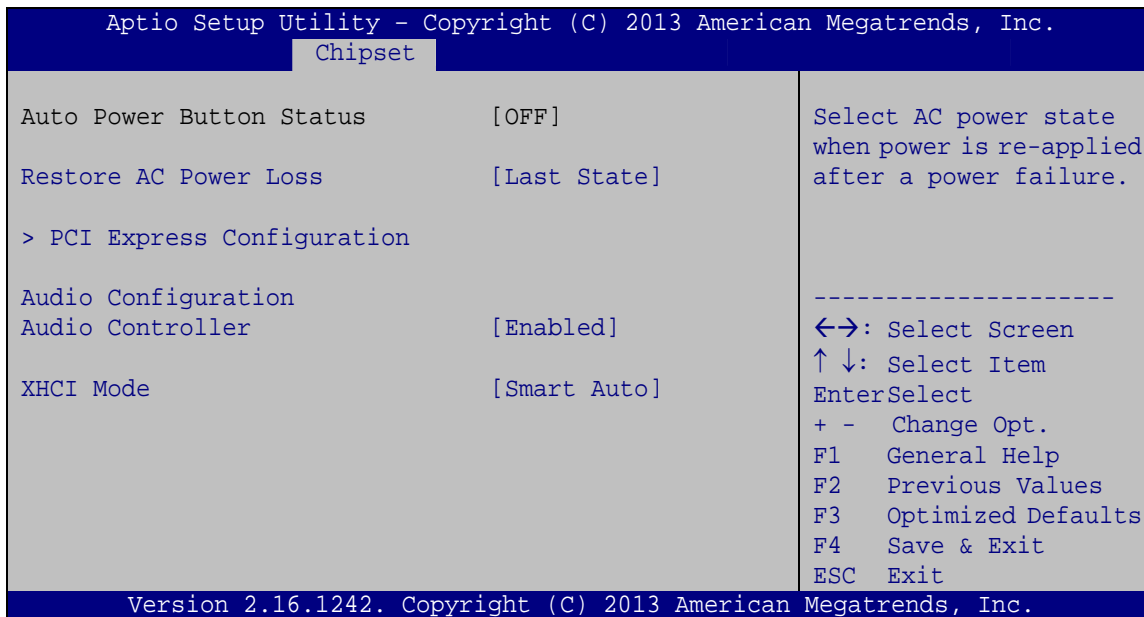 Aptio Setup Utility – Copyright (C) 2013 American Megatrends, Inc.
Chipset
Auto Power Button Status [OFF]
Restore AC Power Loss [Last State]
> PCI Express Configuration
Audio Configuration
Audio Controller [Enabled]
XHCI Mode [Smart Auto]
Select AC power state
when power is re-applied
after a power failure.
---------------------
←→: Select Screen
↑ ↓: Select Item
EnterSelect
+ - Change Opt.
F1 General Help
F2 Previous Values
F3 Optimized Defaults
F4 Save & Exit
ESC Exit
Version 2.16.1242. Copyright (C) 2013 American Megatrends, Inc.